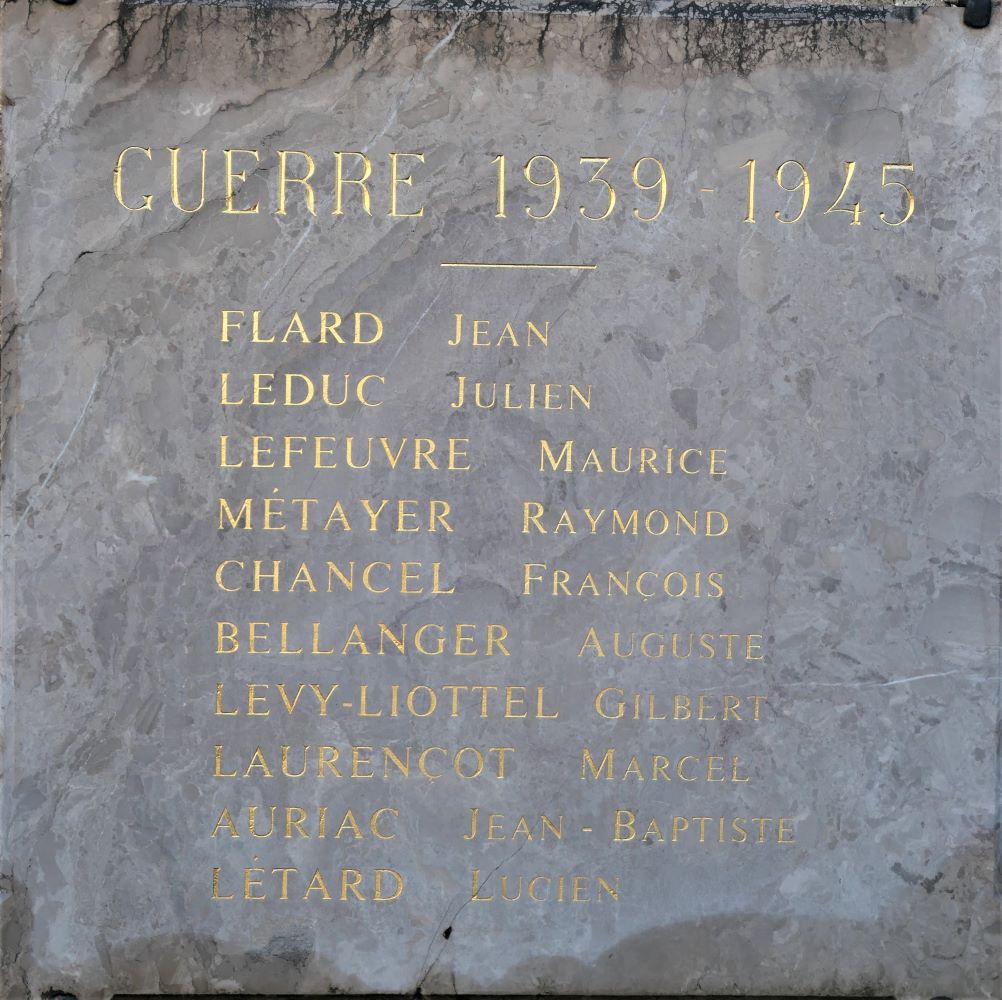 GUERRE 1939 - 1945
FLARD JEAN
LEDUC JULIEN
LEFEUVRE MAURICE
MÉTAYER RAYMOND
CHANCEL FRANÇOIS
BELLANGER AUGUSTE
LEVY-LIOTTEL GILBERT
LAURENÇOT MARCEL
AURIAC JEAN - BAPTISTE
LÉTARD LUCIEN